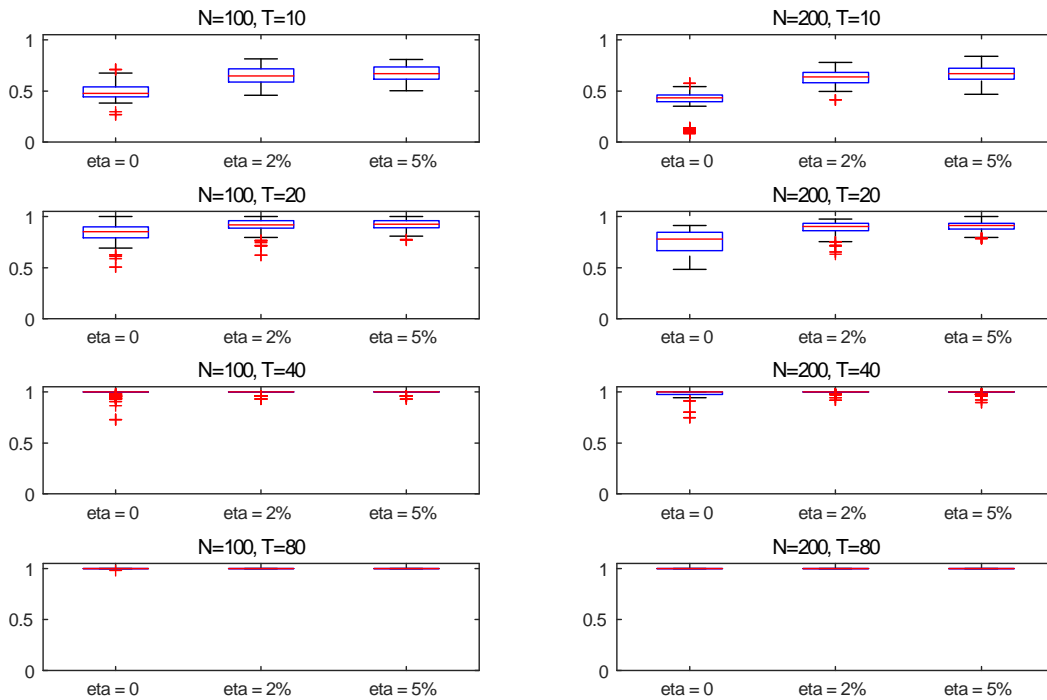 N=100, T=10
1
0.5
0
eta = 0 eta = 2% eta = 5%
N=200, T=10
1
0.5
0
eta = 0 eta = 2% eta = 5%
N=100, T=20
1
0.5
0
eta = 0 eta = 2% eta = 5%
N=200, T=20
1
0.5
0
eta = 0 eta = 2% eta = 5%
N=100, T=40
1
0.5
0
eta = 0 eta = 2% eta = 5%
N=200, T=40
1
0.5
0
eta = 0 eta = 2% eta = 5%
N=100, T=80
1
0.5
0
eta = 0 eta = 2% eta = 5%
N=200, T=80
1
0.5
0
eta = 0 eta = 2% eta = 5%